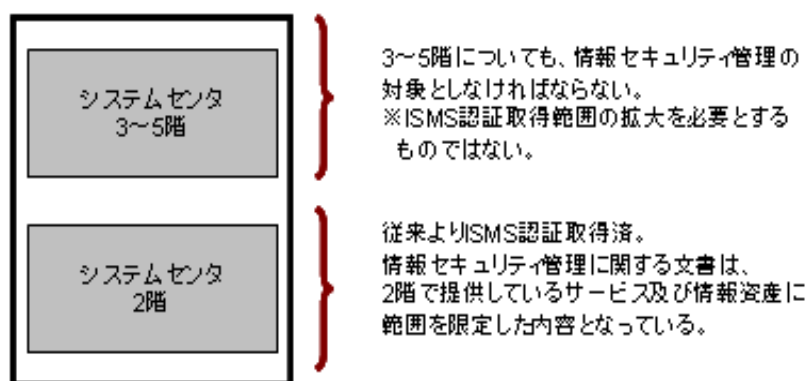 システムセンタ
3～5階
3～5階についても、情報セキュリティ管理の
対象としなければならない。
※ISMS認証取得範囲の拡大を必要とする
ものではない。
システムセンタ
2階
従来よりISMS認証取得済。
情報セキュリティ管理に関する文書は、
2階で提供しているサービス及び情報資産に
範囲を限定した内容となっている。